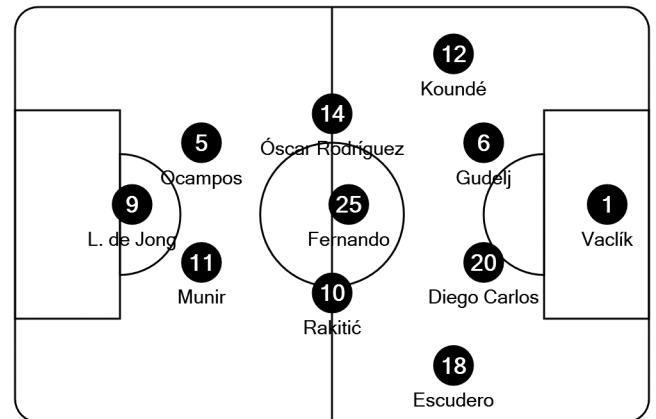 12
Koundé
14
Óscar Rodríguez
5
Ocampos
6
Gudelj
9
L. de Jong
25
Fernando
1
Vaclík
11
Munir
10
Rakitić
20
Diego Carlos
18
Escudero